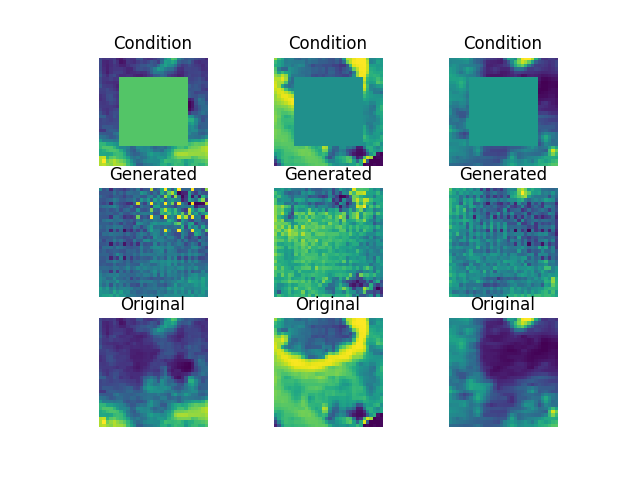 Condition Condition Condition
Generated Generated Generated
Original Original Original